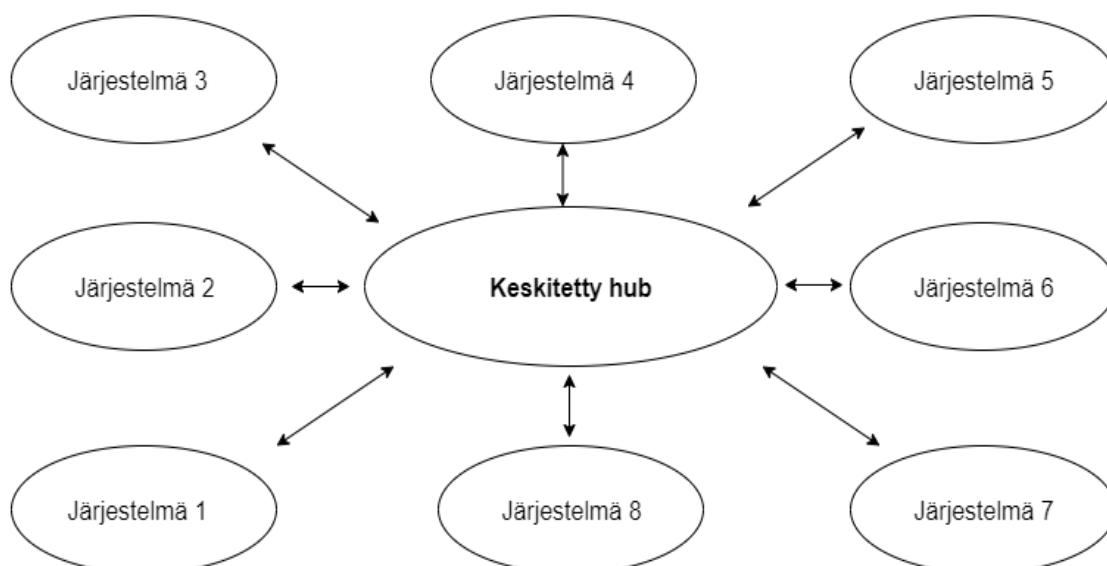 Järjestelmä 3
Järjestelmä 4
Järjestelmä 5
Järjestelmä 2
Keskitetty hub
Järjestelmä 6
Järjestelmä 1
Järjestelmä 8
Järjestelmä 7